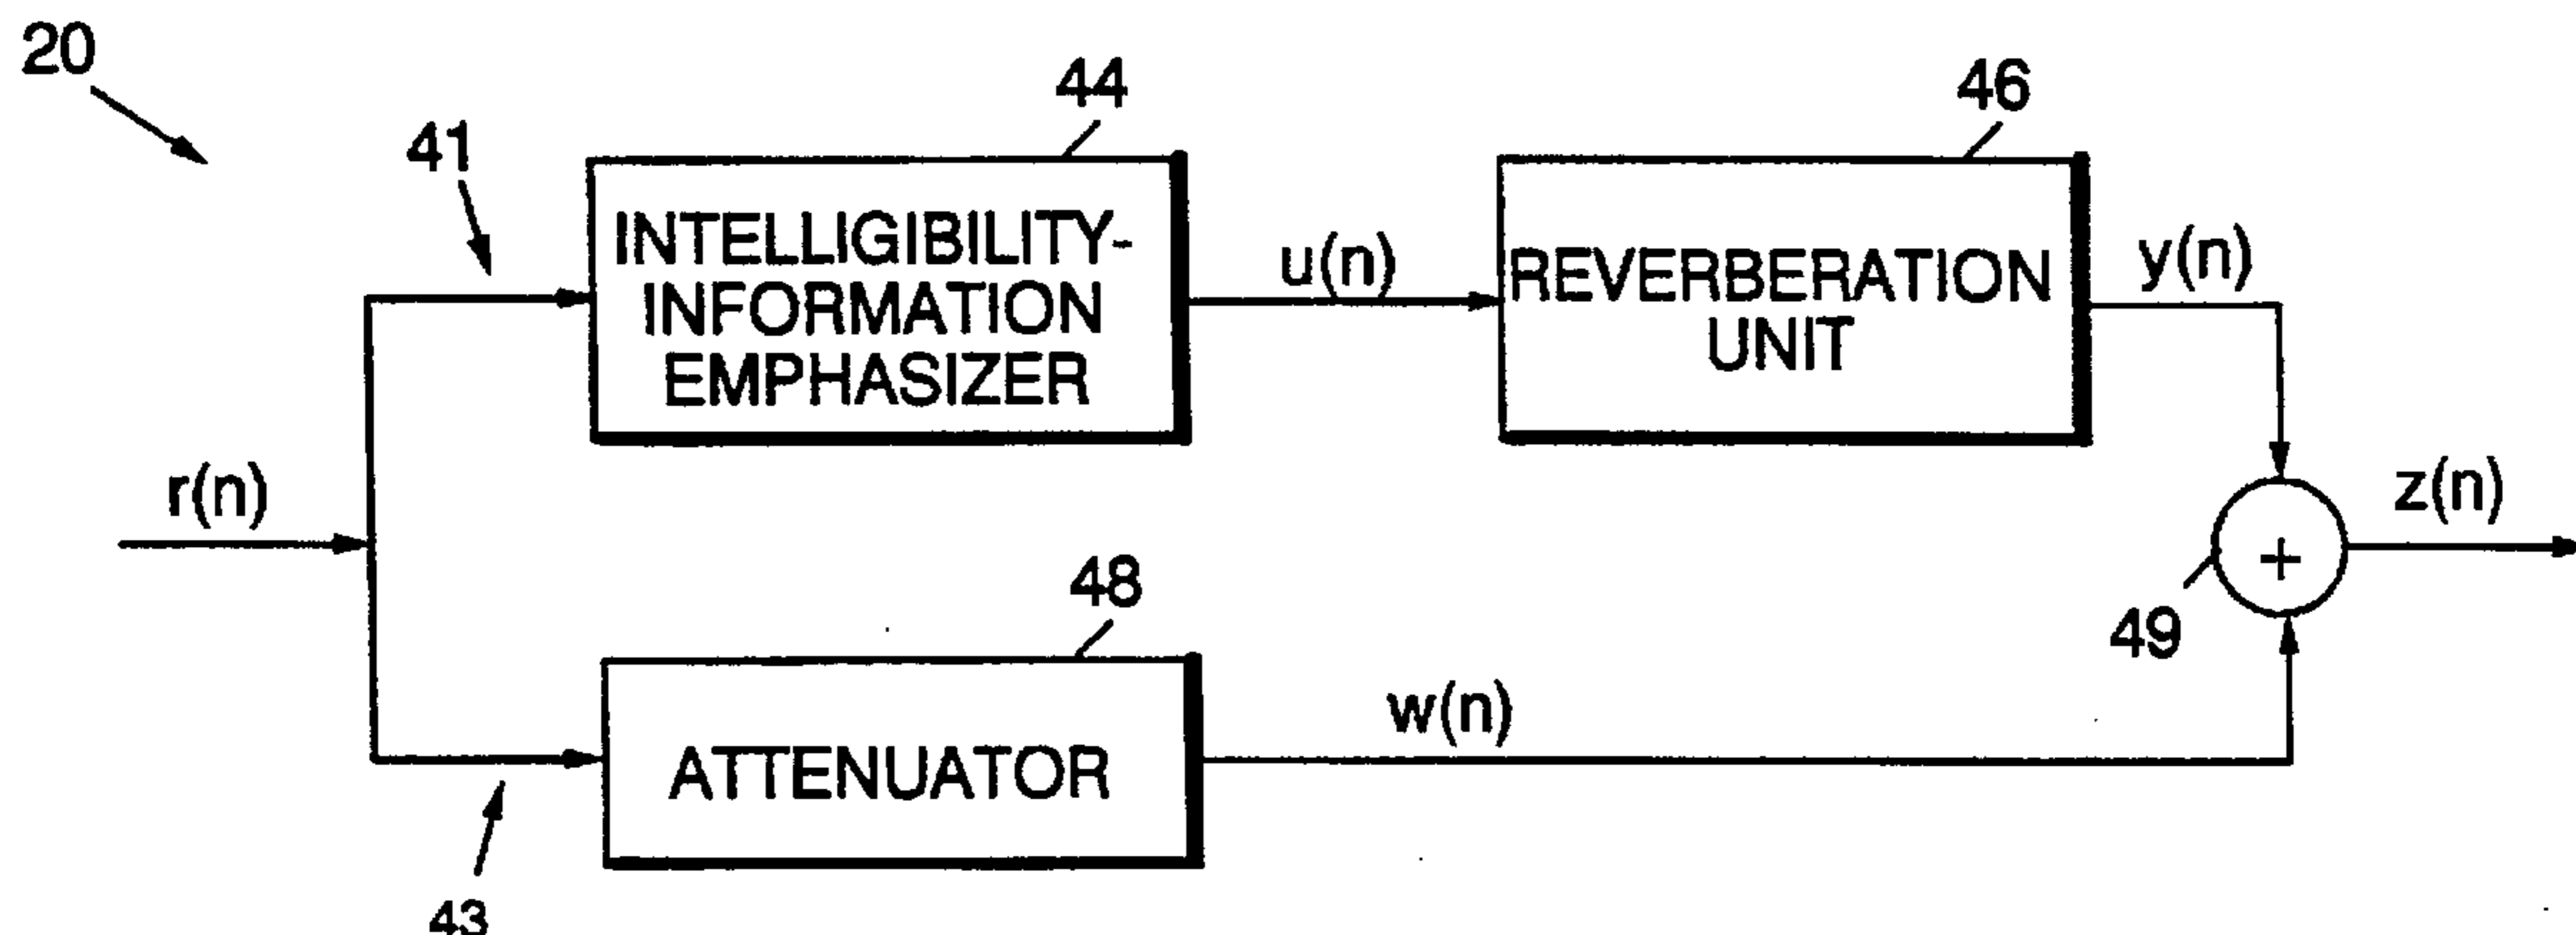 20
44
46
41
INTELLIGIBILITY-
INFORMATION
EMPHASIZER
u(n)
REVERBERATION
UNIT
y(n)
r(n)
z(n)
48
49
ATTENUATOR
w(n)
43
+